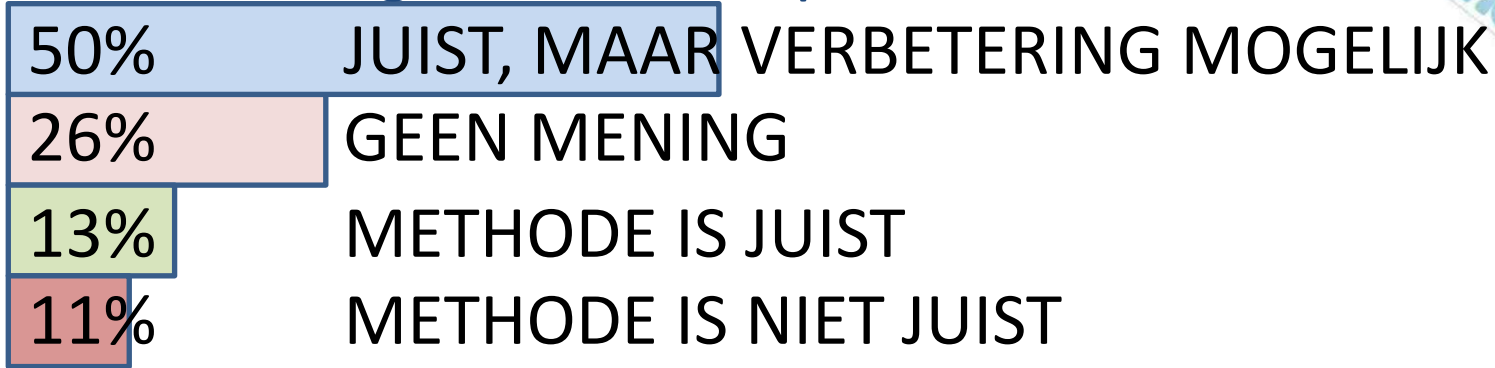 50% JUIST, MAAR VERBETERING MOGELIJK
26% GEEN MENING
13% METHODE IS JUIST
11% METHODE IS NIET JUIST